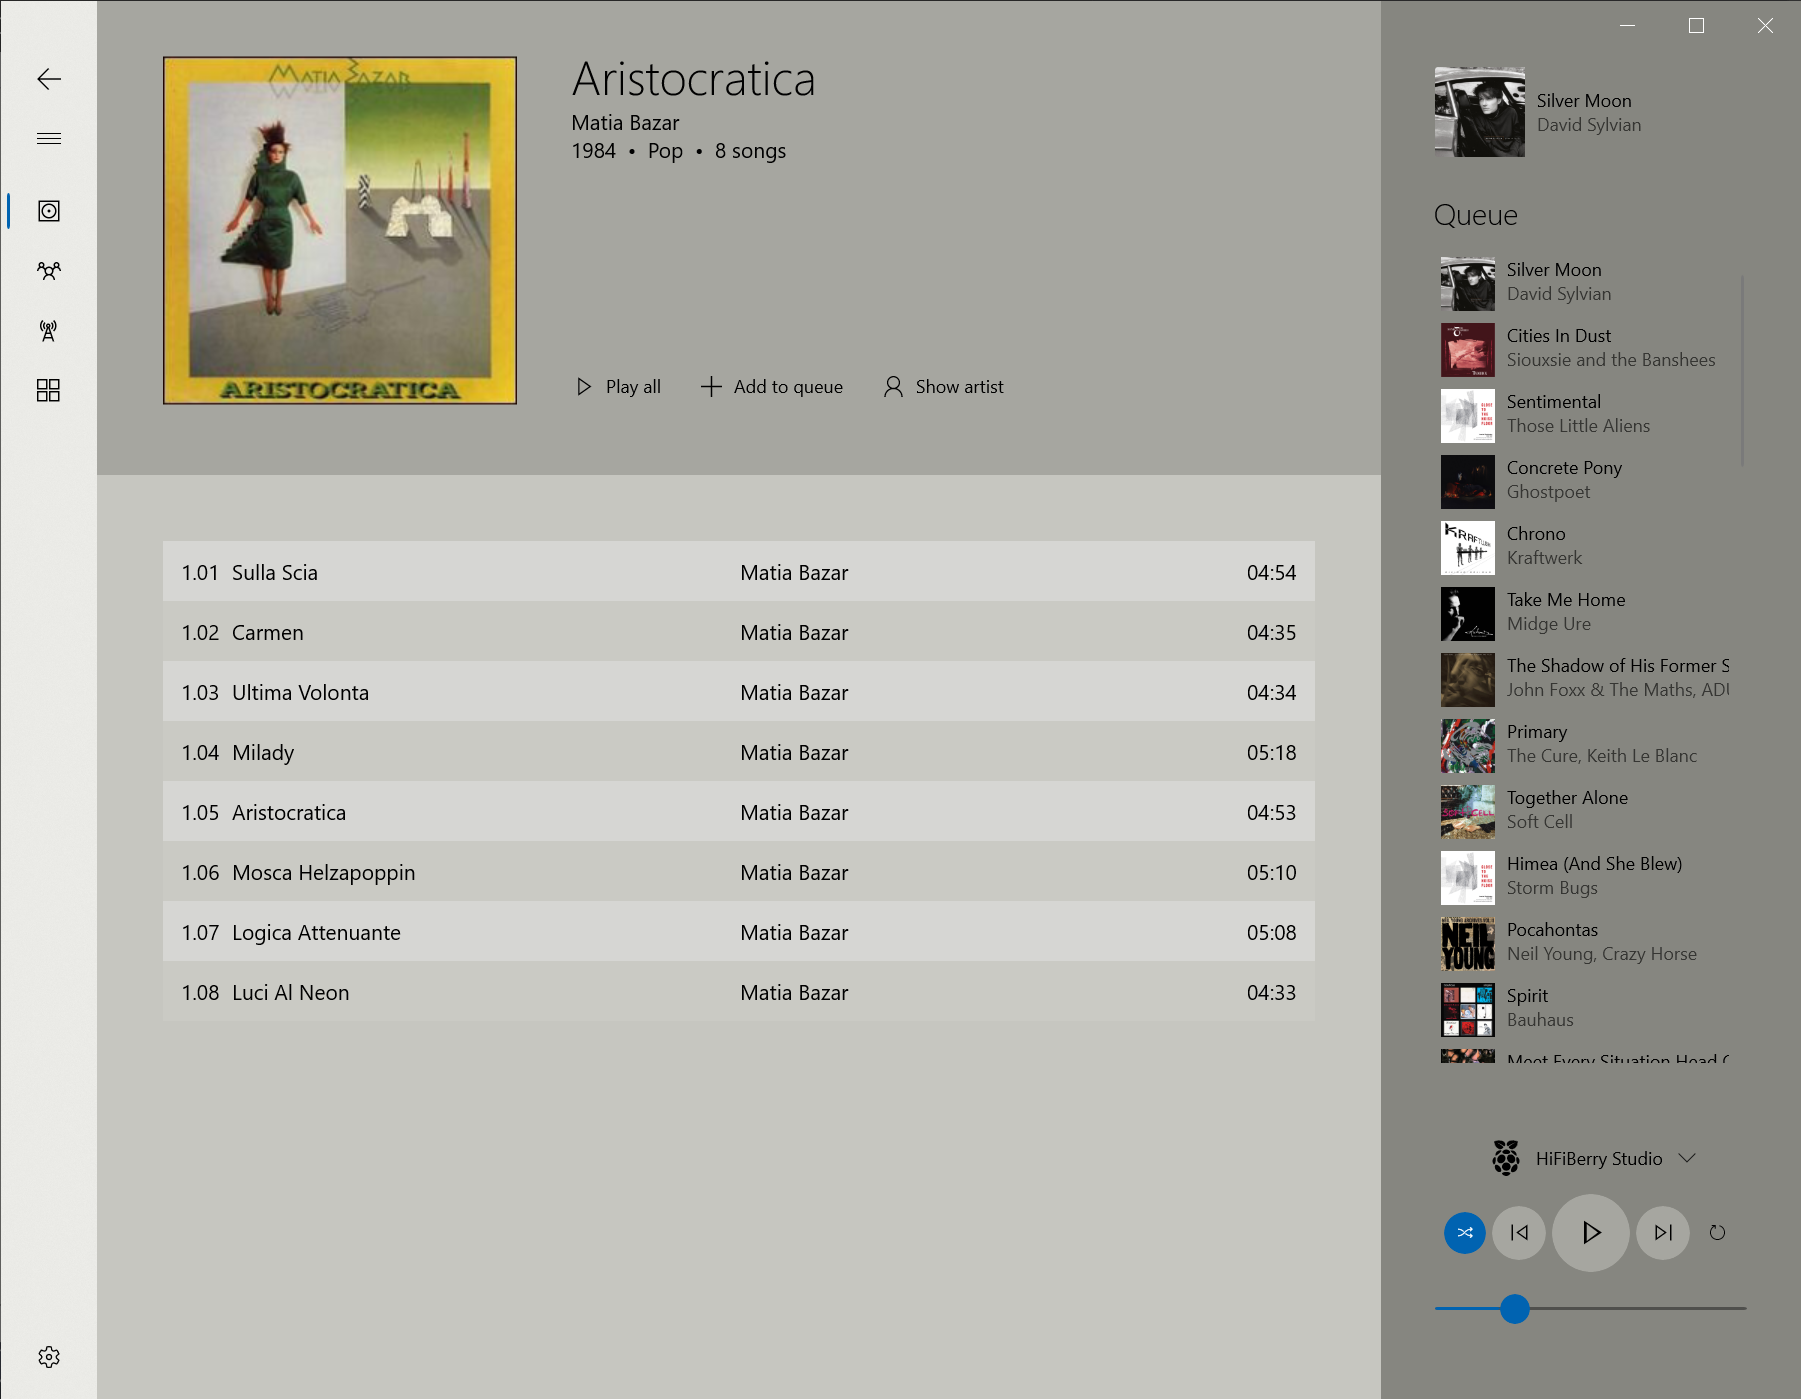 MATIA BAZAR
ARISTOCRATICA
Aristocratica
Matia Bazar
1984 • Pop • 8 songs
Play all
Add to queue
Show artist
1.01 Sulla Scia Matia Bazar 04:54
1.02 Carmen Matia Bazar 04:35
1.03 Ultima Volonta Matia Bazar 04:34
1.04 Milady Matia Bazar 05:18
1.05 Aristocratica Matia Bazar 04:53
1.06 Mosca Helzapoppin Matia Bazar 05:10
1.07 Logica Attenuante Matia Bazar 05:08
1.08 Luci Al Neon Matia Bazar 04:33
Silver Moon
David Sylvian
Queue
Silver Moon
David Sylvian
Cities In Dust
Siouxsie and the Banshees
Sentimental
Those Little Aliens
Concrete Pony
Ghostpoet
KRAFTWERK
Chrono
Kraftwerk
Take Me Home
Midge Ure
The Shadow of His Former S
John Foxx & The Maths, ADU
Primary
The Cure, Keith Le Blanc
SOFT CELL
Together Alone
Soft Cell
Himea (And She Blew)
Storm Bugs
NEIL
YOUNG
Pocahontas
Neil Young, Crazy Horse
Spirit
Bauhaus
Meet Every Situation Head
HiFiBerry Studio